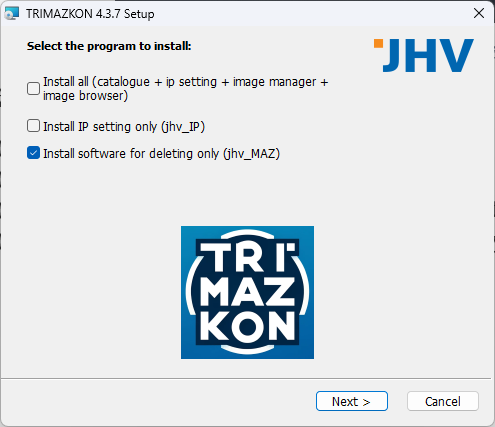 TRIMAZKON 4.3.7 Setup
Select the program to install:
JHV
Install all (catalogue + ip setting + image manager +
image browser)
Install IP setting only (jhv_IP)
Install software for deleting only (jhv_MAZ)
TRI
MAZ
KON
Next >
Cancel